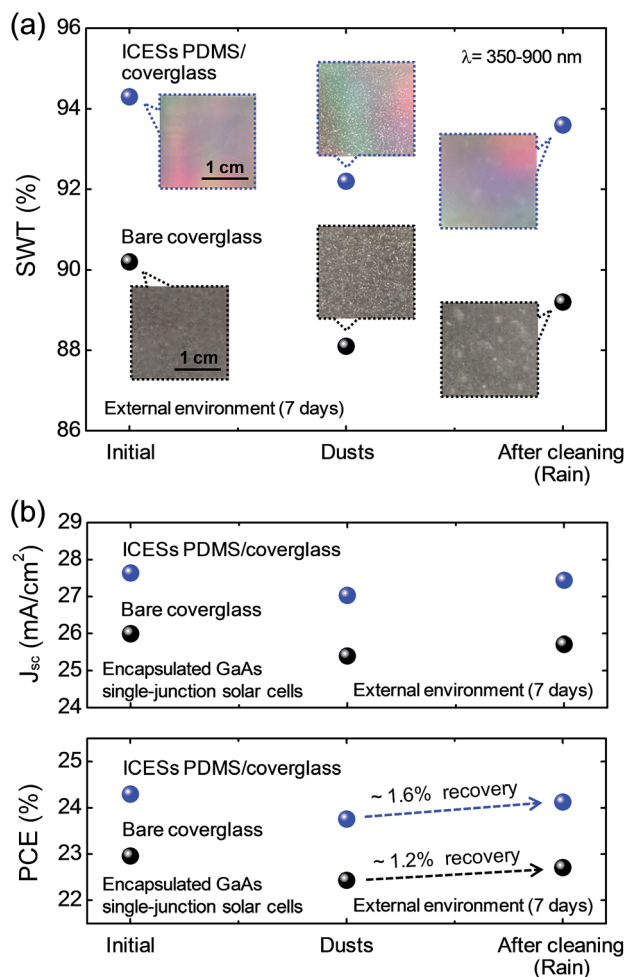 (a)
96
94
92
90
88
86
SWT (%)
ICESs PDMS/
coverglass
λ= 350-900 nm
1 cm
Bare coverglass
1 cm
External environment (7 days)
Initial
Dusts
After cleaning
(Rain)
(b)
29
28
27
26
25
24
J_sc (mA/cm²)
ICESs PDMS/coverglass
Bare coverglass
Encapsulated GaAs
single-junction solar cells
External environment (7 days)
25
24
23
22
PCE (%)
ICESs PDMS/coverglass
~ 1.6% recovery
Bare coverglass
~ 1.2% recovery
Encapsulated GaAs
single-junction solar cells
External environment (7 days)
Initial
Dusts
After cleaning
(Rain)